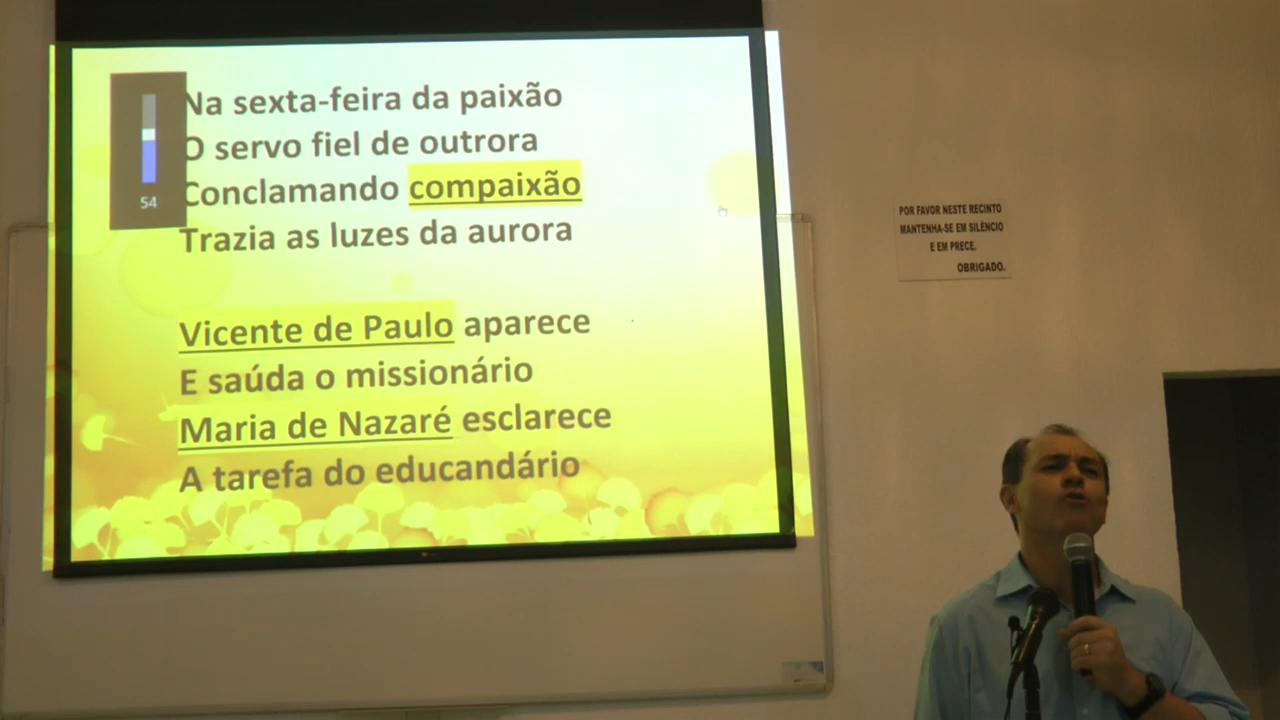 Na sexta-feira da paixão
O servo fiel de outrora
Conclamando compaixão
Trazia as luzes da aurora
54
Vicente de Paulo aparece
E saúda o missionário
Maria de Nazaré esclarece
A tarefa do educandário
POR FAVOR NESTE RECINTO
MANTENHA-SE EM SILÊNCIO
E EM PRECE.
OBRIGADO.